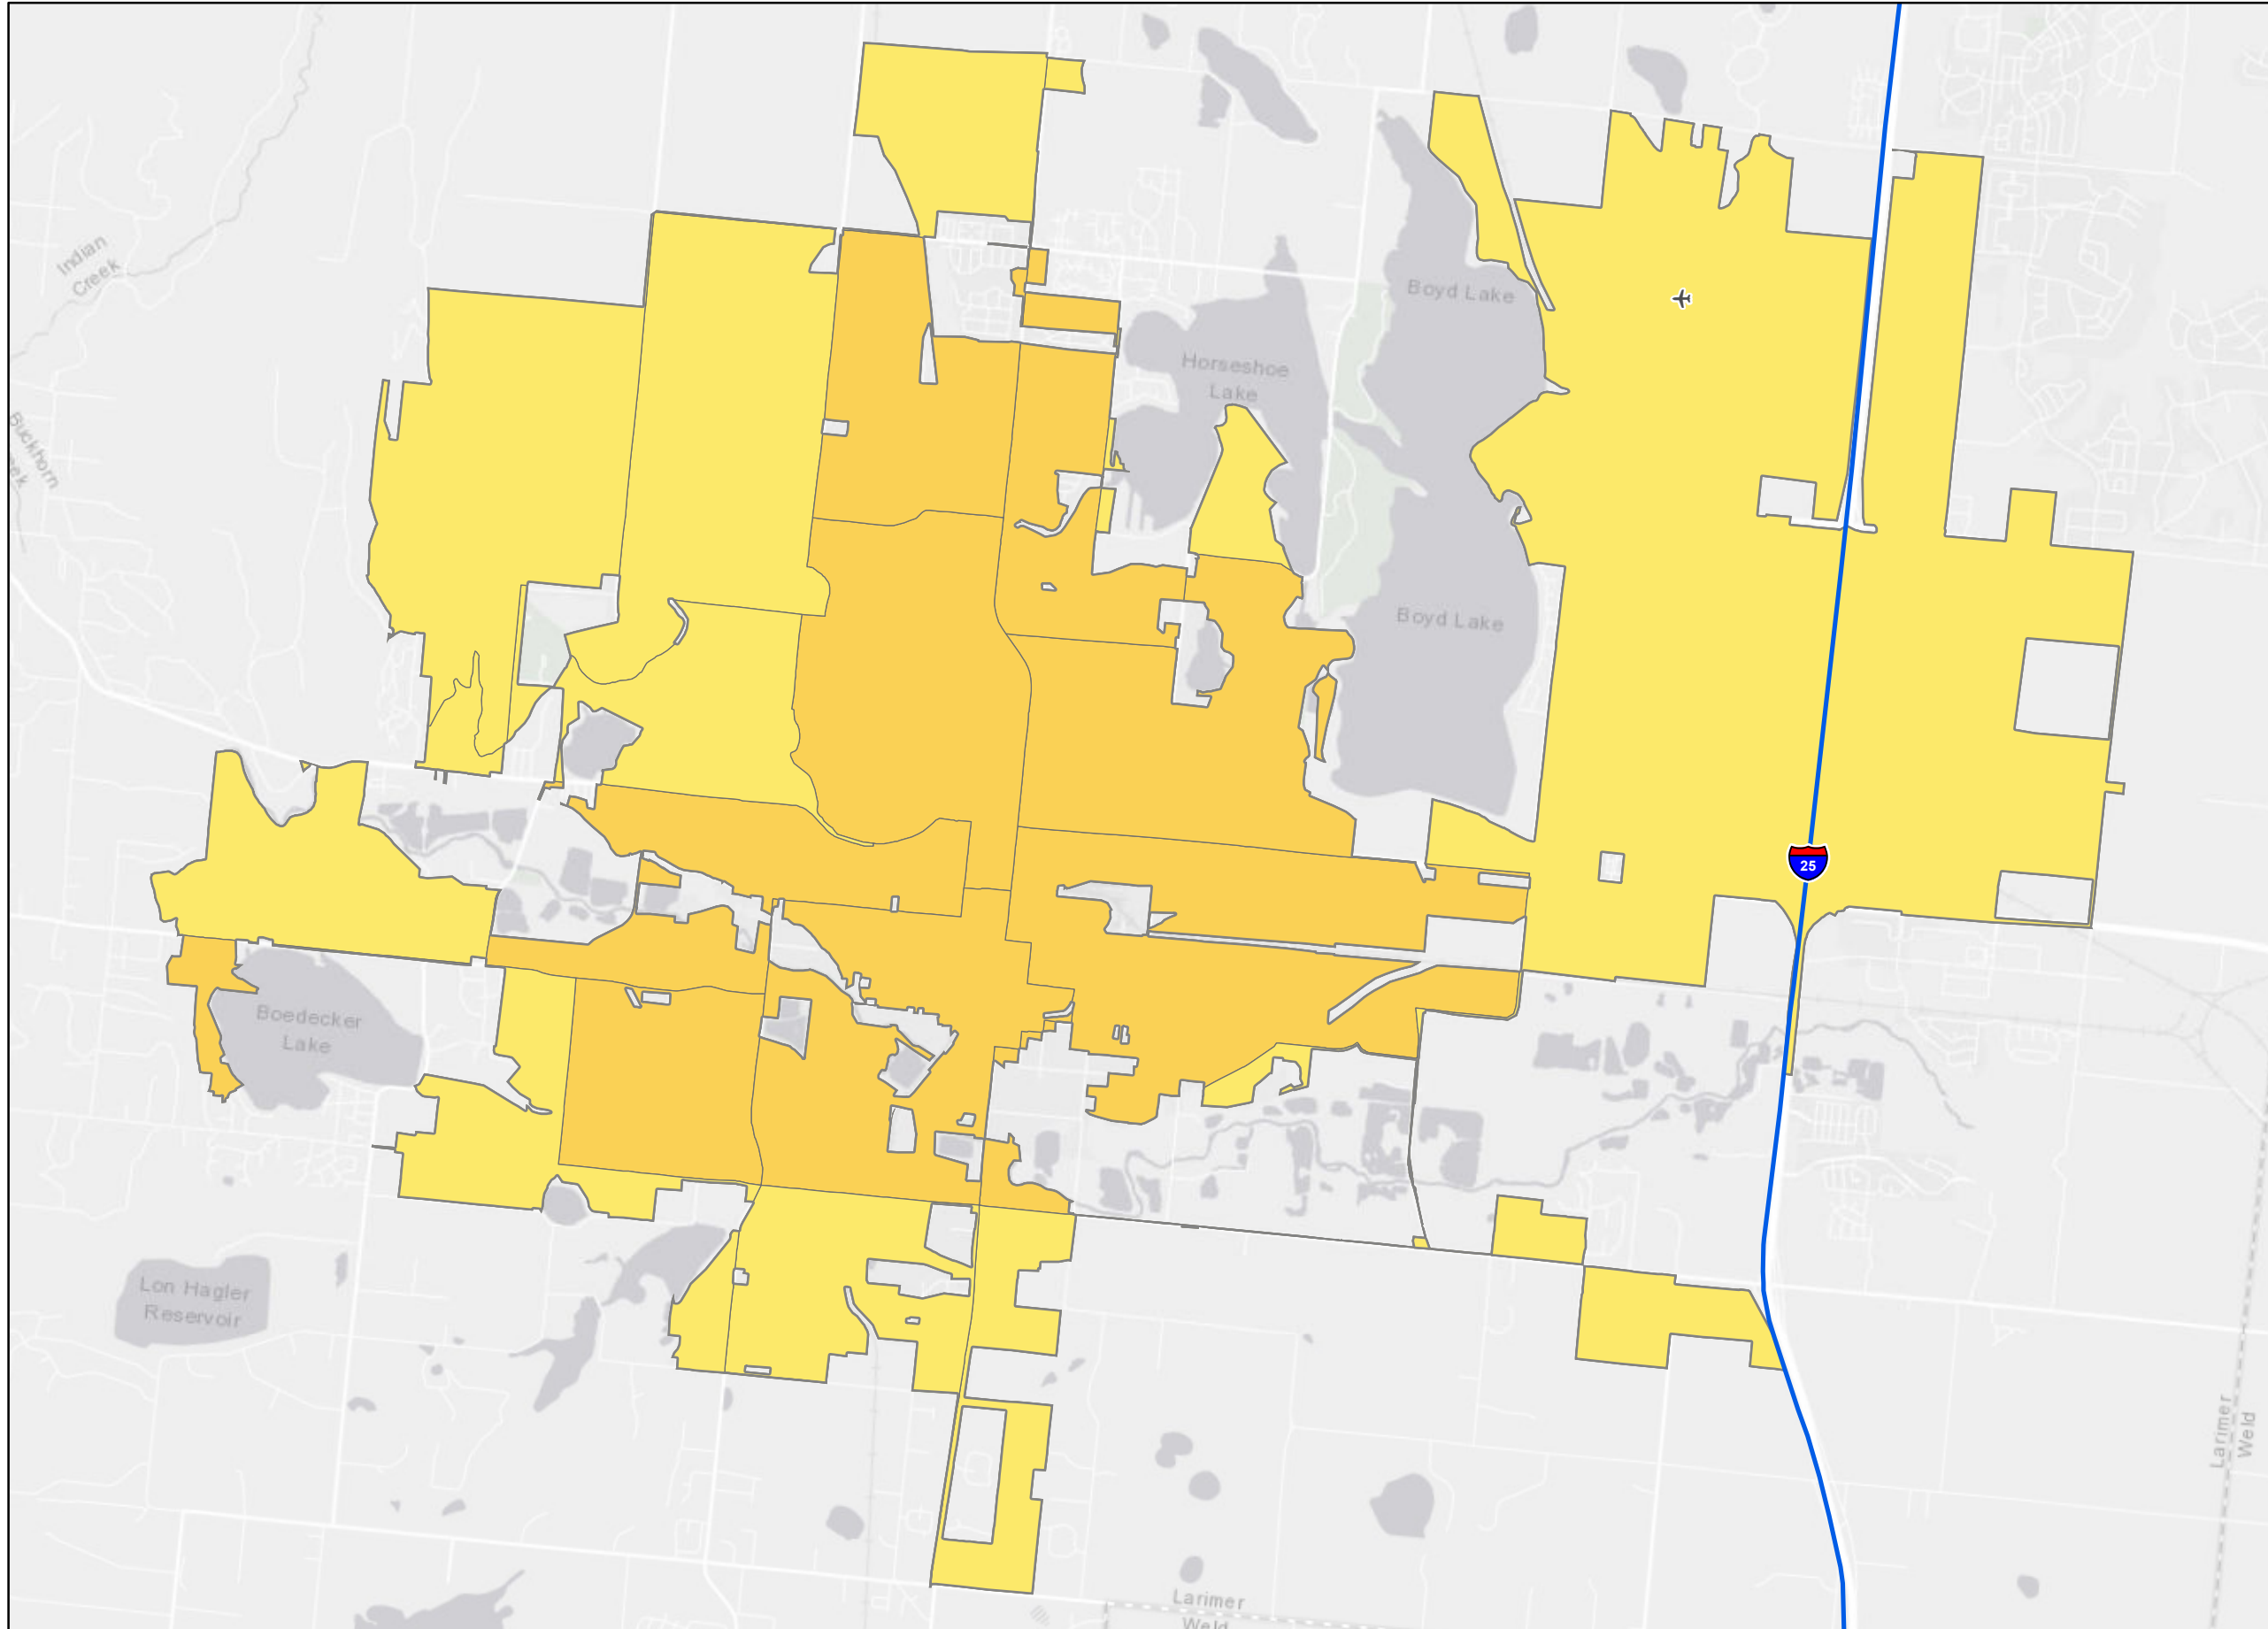 Indian
Creek
Boyd Lake
Horseshoe
Lake
Buckhorn
Boyd Lake
25
Boedecker
Lake
Lon Hagler
Reservoir
Larimer
Weld
Larimer
Weld